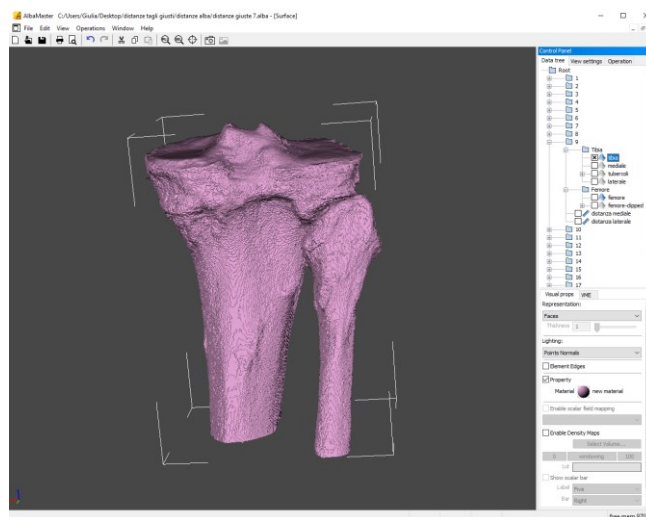 AlbaMaster C:/Users/Giulia/Desktop/distanze tagli giusti/distanze alba/distanze giuste 7.alba - [Surface]
File Edit View Operations Window Help
Control Panel
Data tree View settings Operation
Root
1
2
3
4
5
6
7
8
9
Tibia
tibia
mediale
tubercoli
laterale
Femore
femore
femore-clipped
distanza mediale
distanza laterale
10
11
12
13
14
15
16
17
Visual props VME
Representation:
Faces
Thickness 1
Lighting:
Points Normals
Element Edges
Property
Material new material
Enable scalar field mapping
Enable Density Maps
Select Volume...
0 windowing 100
Lut
Show scalar bar
Label Plus
Bar Right